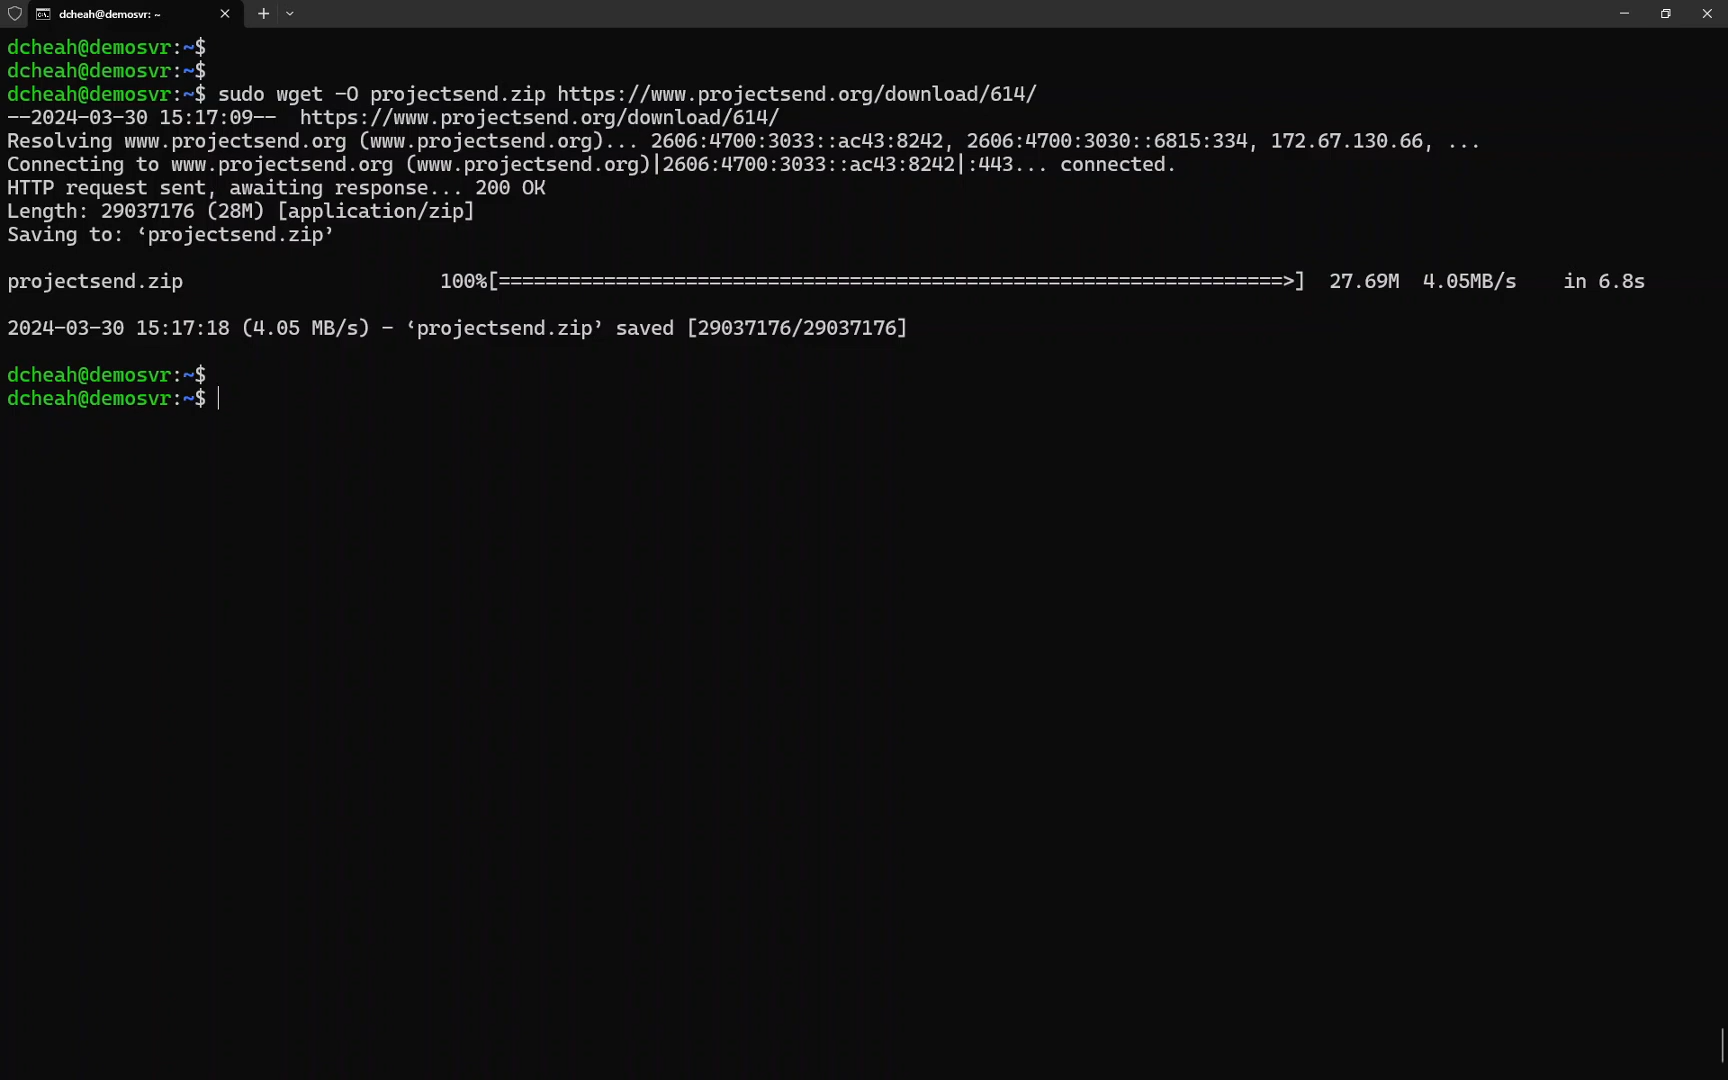 dcheah@demosvr: ~
dcheah@demosvr:~$
dcheah@demosvr:~$
dcheah@demosvr:~$ sudo wget -O projectsend.zip https://www.projectsend.org/download/614/
--2024-03-30 15:17:09--  https://www.projectsend.org/download/614/
Resolving www.projectsend.org (www.projectsend.org)... 2606:4700:3033::ac43:8242, 2606:4700:3030::6815:334, 172.67.130.66, ...
Connecting to www.projectsend.org (www.projectsend.org)|2606:4700:3033::ac43:8242|:443... connected.
HTTP request sent, awaiting response... 200 OK
Length: 29037176 (28M) [application/zip]
Saving to: ‘projectsend.zip’
projectsend.zip 100%[===================================================================>] 27.69M 4.05MB/s in 6.8s
2024-03-30 15:17:18 (4.05 MB/s) - ‘projectsend.zip’ saved [29037176/29037176]
dcheah@demosvr:~$
dcheah@demosvr:~$